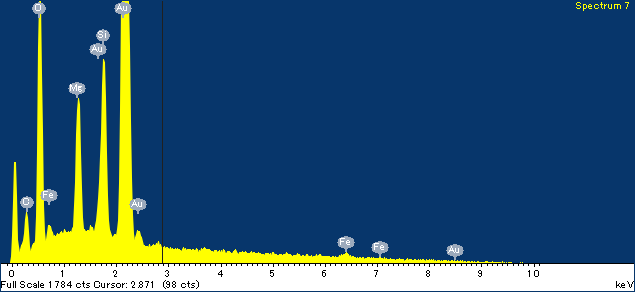 Spectrum 7
O Au
Si
Au
Mg
Fe
C Au
Fe Fe Au
0 1 2 3 4 5 6 7 8 9 10
Full Scale 1784 cts Cursor: 2.871 (98 cts) keV